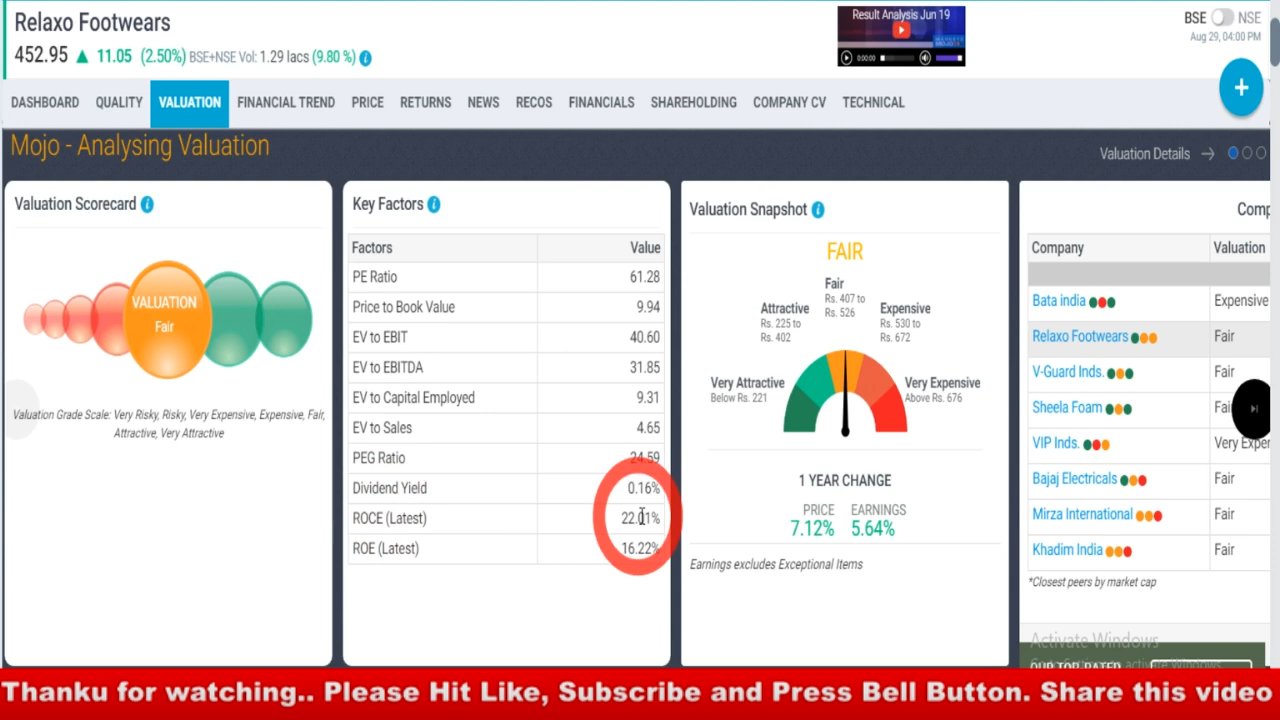 Relaxo Footwears
452.95 ▲ 11.05 (2.50%) BSE+NSE Vol: 1.29 lacs (9.80 %)
Result Analysis Jun 19
0:00:00
BSE NSE
Aug 29, 04:00 PM
+
DASHBOARD QUALITY VALUATION FINANCIAL TREND PRICE RETURNS NEWS RECOS FINANCIALS SHAREHOLDING COMPANY CV TECHNICAL
Mojo - Analysing Valuation
Valuation Details →
Valuation Scorecard
VALUATION
Fair
Valuation Grade Scale: Very Risky, Risky, Very Expensive, Expensive, Fair,
Attractive, Very Attractive
Key Factors
Factors Value
PE Ratio 61.28
Price to Book Value 9.94
EV to EBIT 40.60
EV to EBITDA 31.85
EV to Capital Employed 9.31
EV to Sales 4.65
PEG Ratio 24.59
Dividend Yield 0.16%
ROCE (Latest)
ROE (Latest) 16.22%
Valuation Snapshot
FAIR
Fair
Rs. 407 to
526
Attractive
Rs. 225 to
Rs. 402
Expensive
Rs. 530 to
Rs. 672
Very Attractive
Below Rs. 221
Very Expensive
Above Rs. 676
1 YEAR CHANGE
PRICE EARNINGS
7.12% 5.64%
Earnings excludes Exceptional Items
Comp
Company Valuation
Bata india Expensive
Relaxo Footwears Fair
V-Guard Inds. Fair
Sheela Foam Fai
VIP Inds. Very Exper
Bajaj Electricals Fair
Mirza International Fair
Khadim India Fair
*Closest peers by market cap
Activate Windows
Thanku for watching.. Please Hit Like, Subscribe and Press Bell Button. Share this video